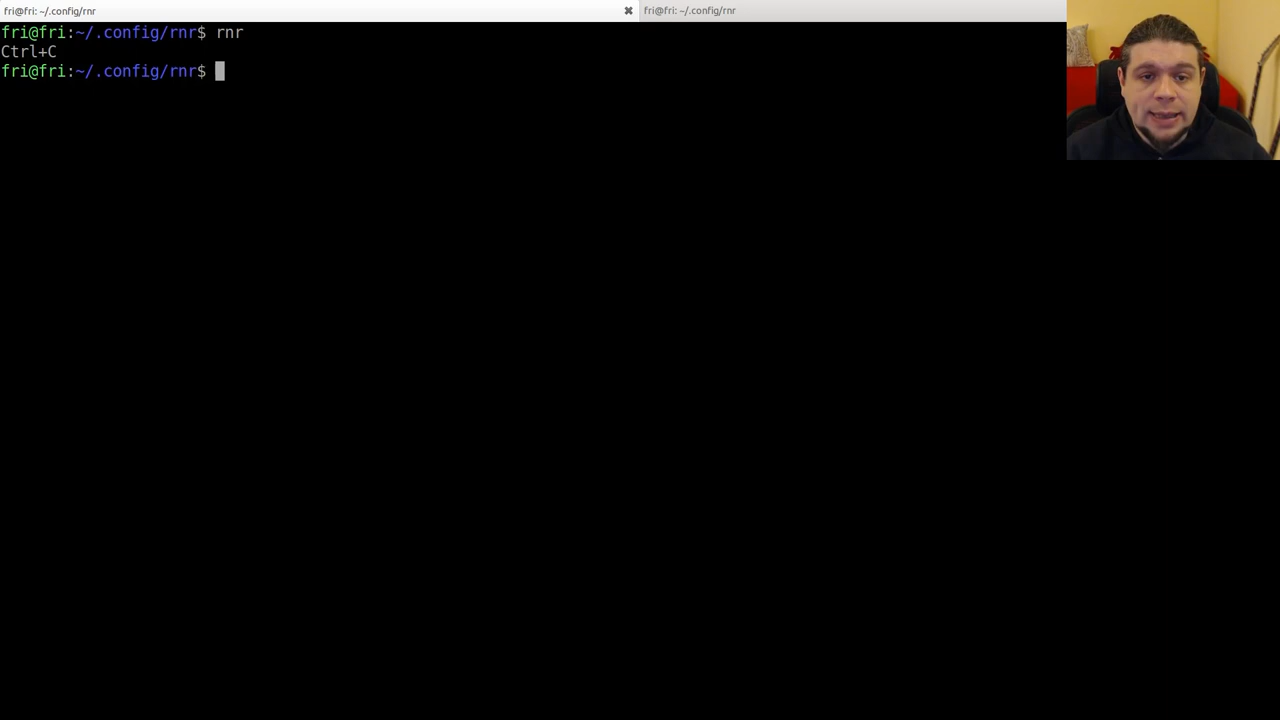 fri@fri: ~/.config/rnr
fri@fri: ~/.config/rnr
fri@fri:~/.config/rnr$ rnr
Ctrl+C
fri@fri:~/.config/rnr$